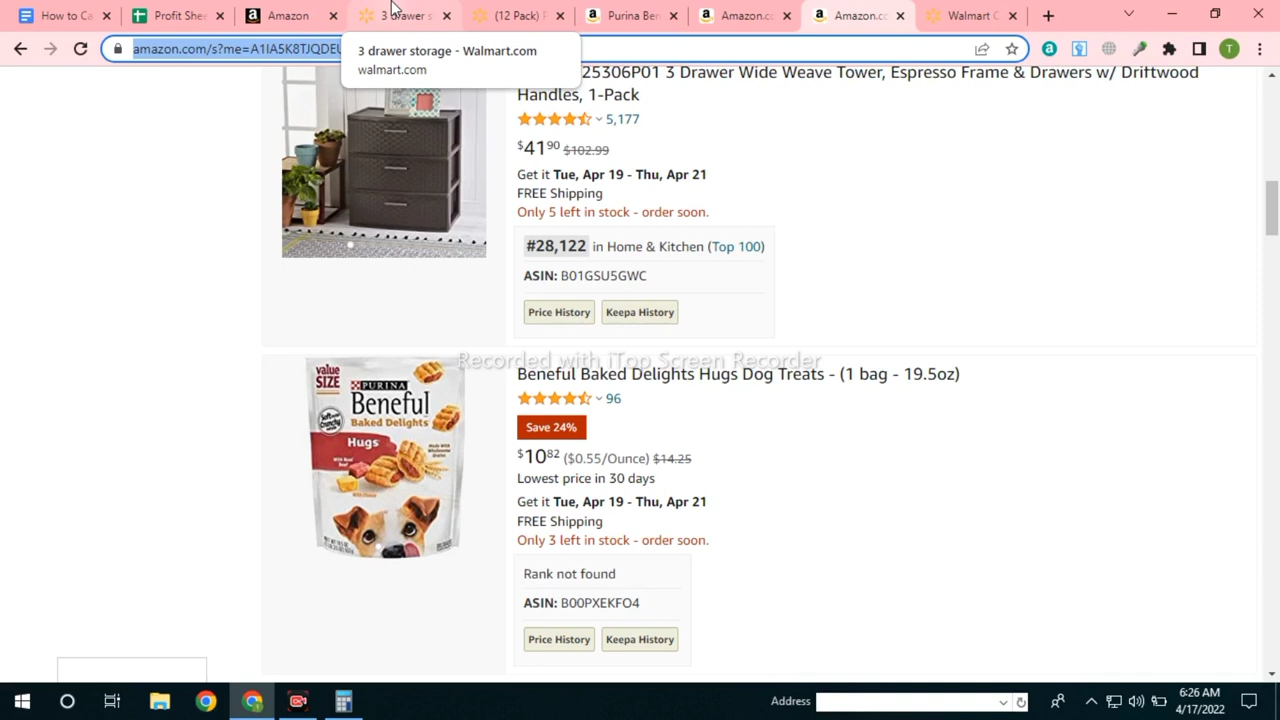 How to Ca
Profit She
Amazon
3 drawer s
(12 Pack) P
Purina Ben
Amazon.co
Amazon.co
Walmart C
amazon.com/s?me=A1IA5K8TJQDEU
T
3 drawer storage - Walmart.com
walmart.com
25306P01 3 Drawer Wide Weave Tower, Espresso Frame & Drawers w/ Driftwood
Handles, 1-Pack
5,177
$41 90 $102.99
Get it Tue, Apr 19 - Thu, Apr 21
FREE Shipping
Only 5 left in stock - order soon.
#28,122 in Home & Kitchen (Top 100)
ASIN: B01GSU5GWC
Price History Keepa History
Recorded with iTop Screen Recorder
VALUE SIZE
PURINA
Beneful
Baked Delights
Hugs
Beneful Baked Delights Hugs Dog Treats - (1 bag - 19.5oz)
96
Save 24%
$10 82 ($0.55/Ounce) $14.25
Lowest price in 30 days
Get it Tue, Apr 19 - Thu, Apr 21
FREE Shipping
Only 3 left in stock - order soon.
Rank not found
ASIN: B00PXEKFO4
Price History Keepa History
Address
6:26 AM
4/17/2022